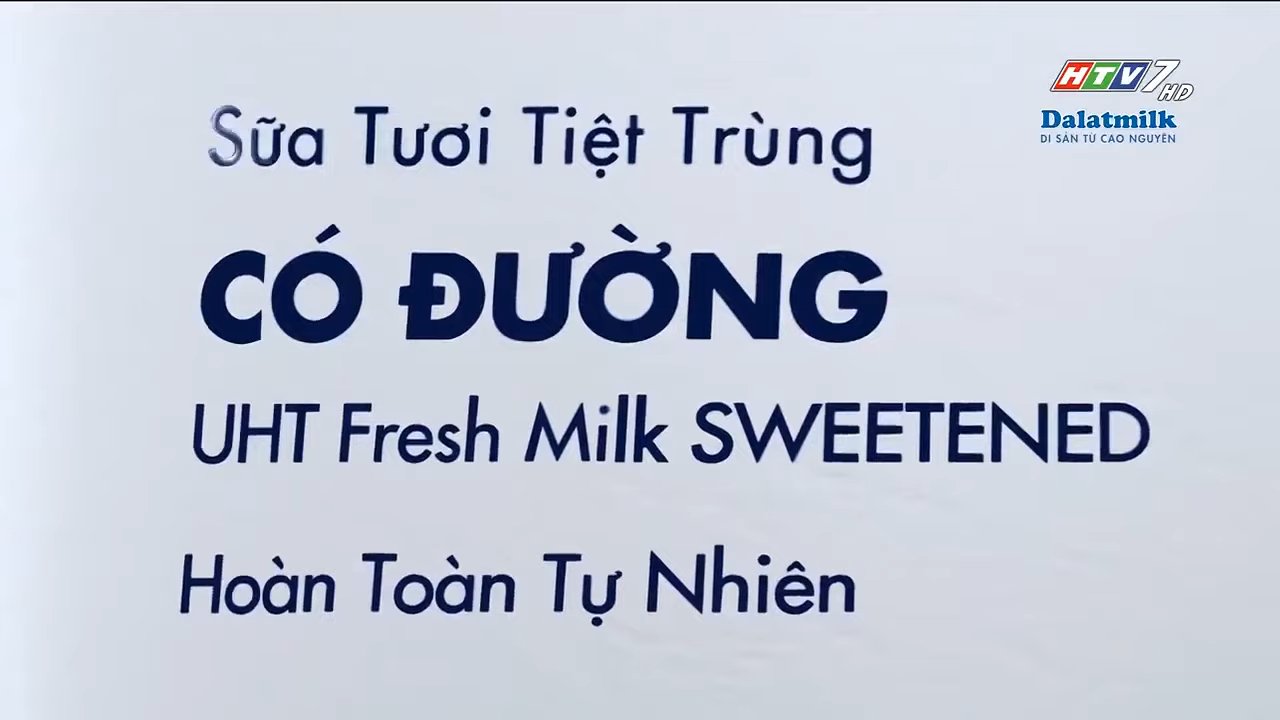 HTV7 HD
Dalatmilk
DI SẢN TỪ CAO NGUYÊN
Sữa Tươi Tiệt Trùng
CÓ ĐƯỜNG
UHT Fresh Milk SWEETENED
Hoàn Toàn Tự Nhiên